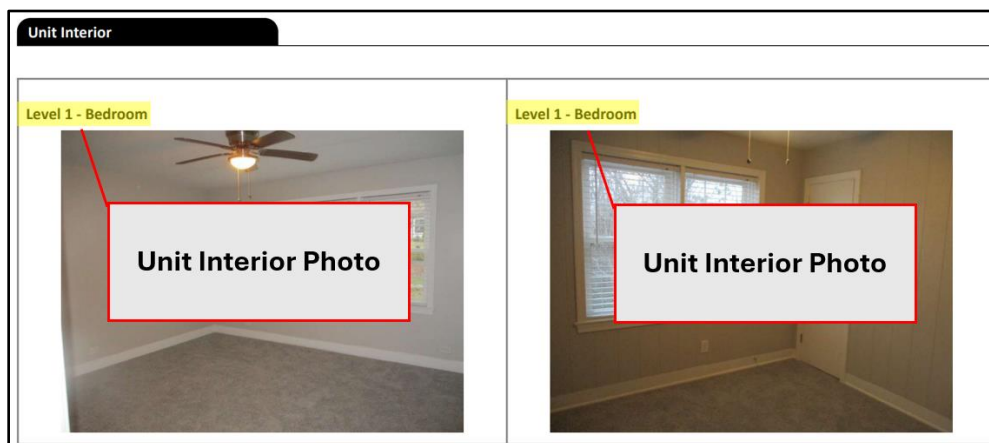 Unit Interior
Level 1 - Bedroom
Unit Interior Photo
Level 1 - Bedroom
Unit Interior Photo